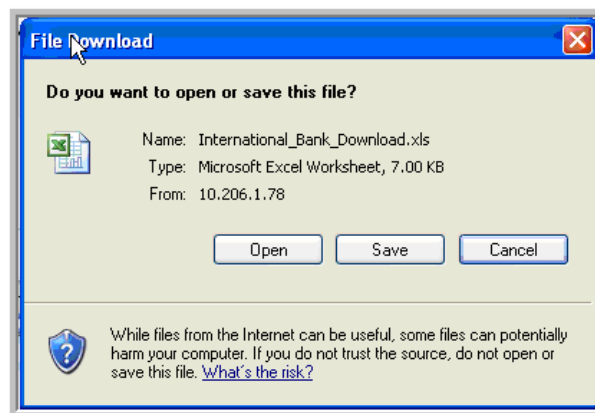 File Download
Do you want to open or save this file?
Name: International_Bank_Download.xls
Type: Microsoft Excel Worksheet, 7.00 KB
From: 10.206.1.78
Open Save Cancel
While files from the Internet can be useful, some files can potentially
harm your computer. If you do not trust the source, do not open or
save this file. What's the risk?